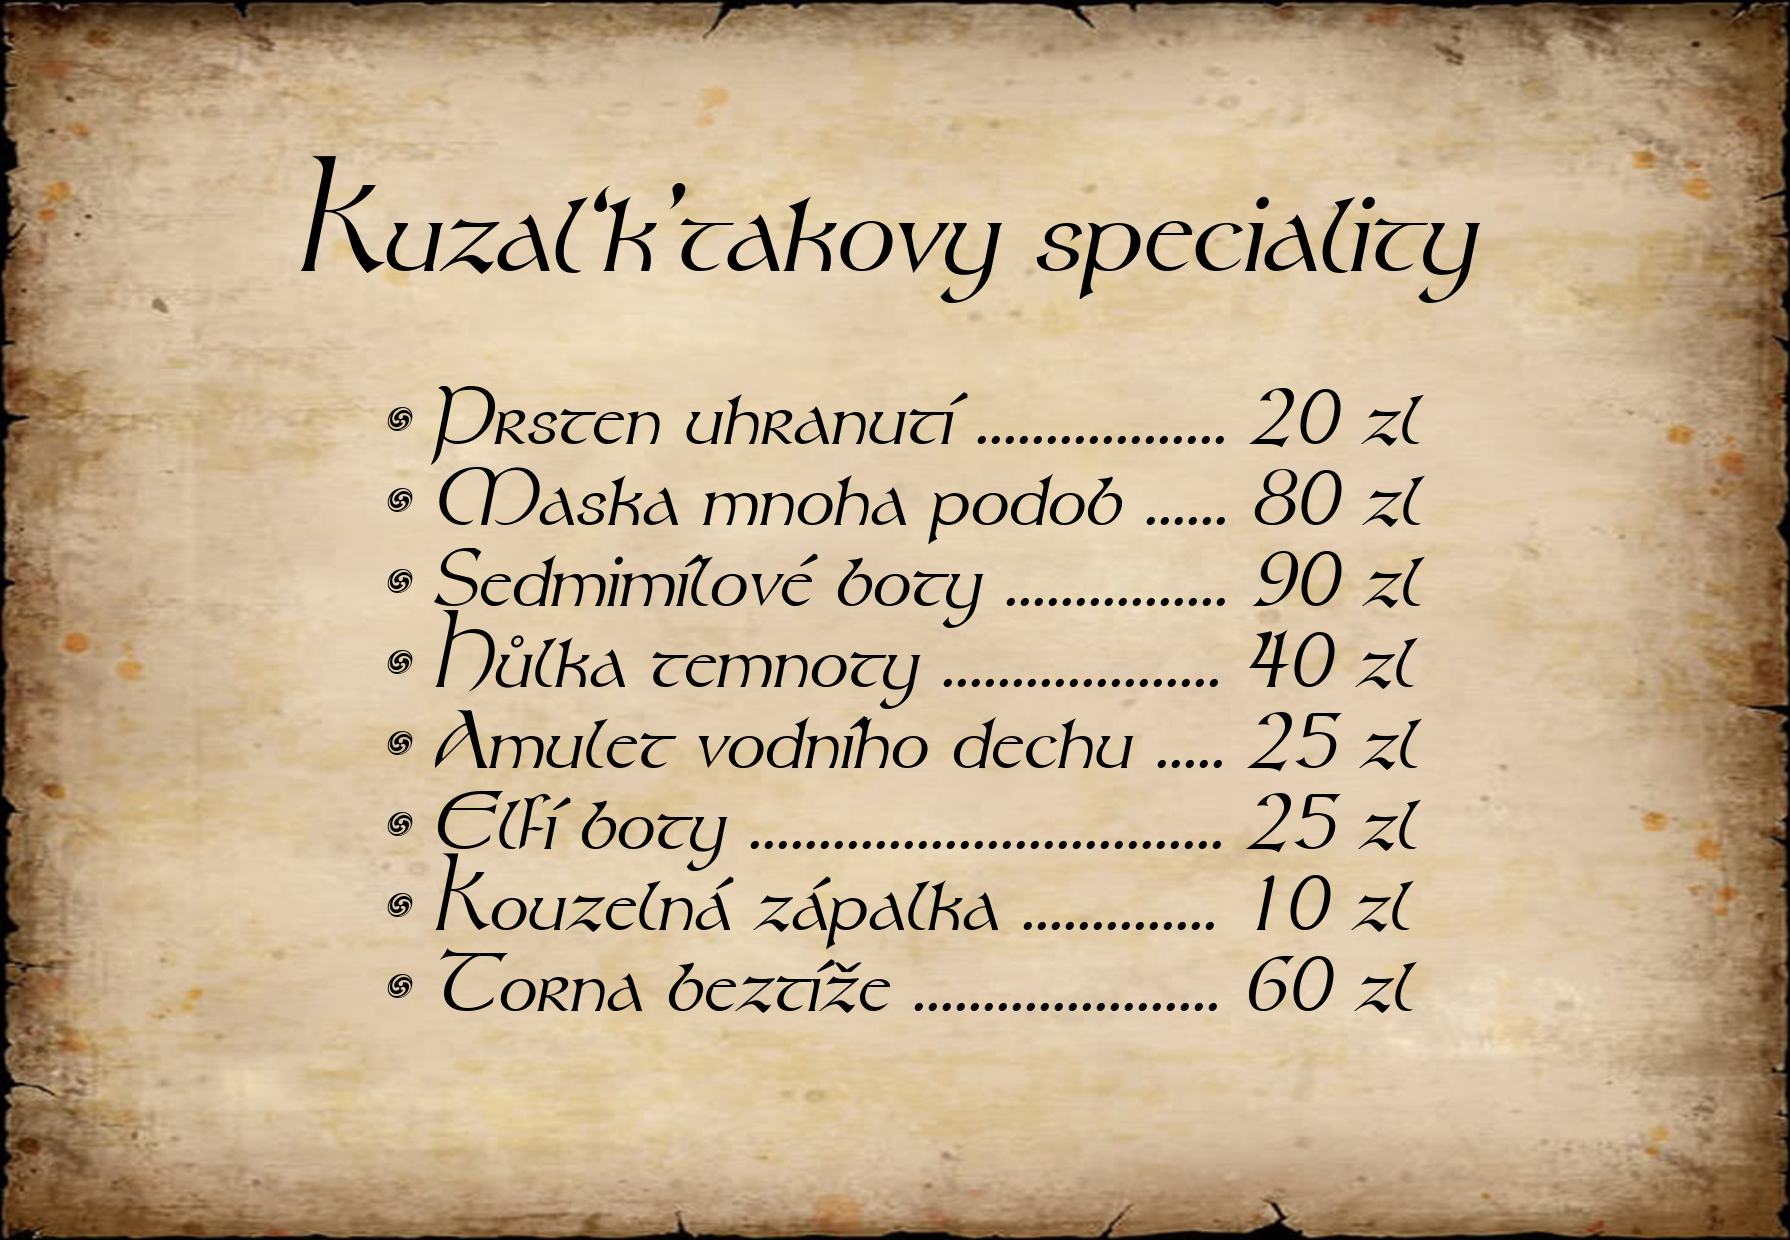 Kuzal‘k’takovy speciality
Prsten uhranutí .................. 20 zl
Maska mnoha podob ...... 80 zl
Sedmimílové boty ................ 90 zl
Hůlka temnoty .................... 40 zl
Amulet vodního dechu ..... 25 zl
Elfí boty .................................. 25 zl
Kouzelná zápalka .............. 10 zl
Torna beztíže ...................... 60 zl